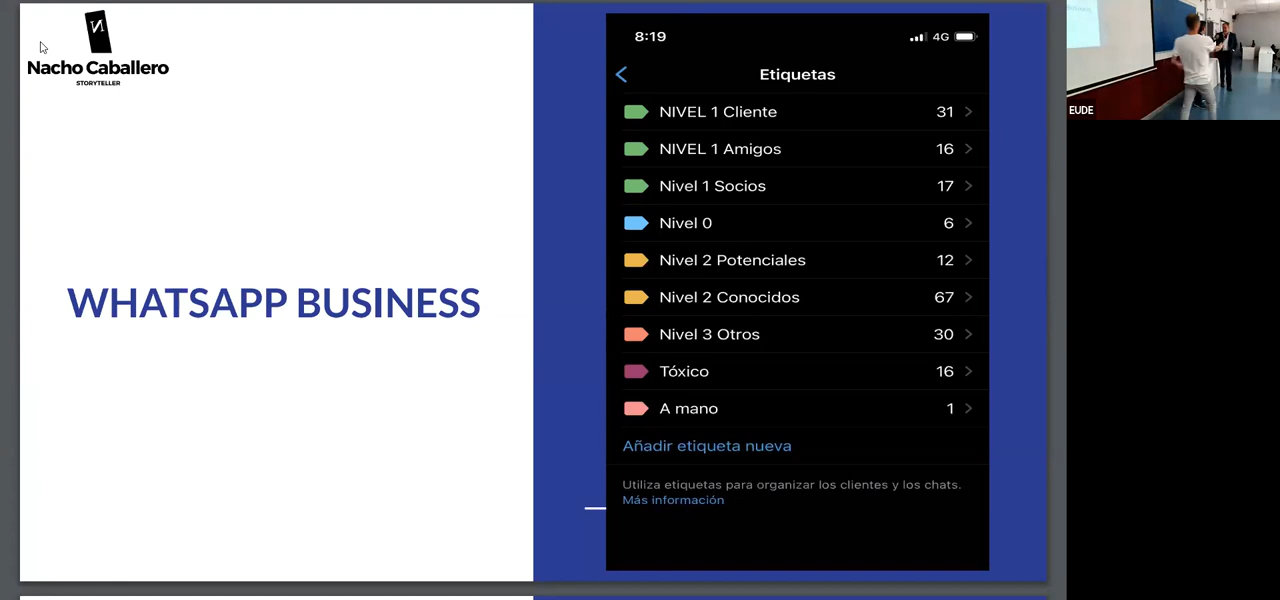 Nacho Caballero
STORYTELLER
WHATSAPP BUSINESS
8:19
4G
Etiquetas
NIVEL 1 Cliente 31
NIVEL 1 Amigos 16
Nivel 1 Socios 17
Nivel 0 6
Nivel 2 Potenciales 12
Nivel 2 Conocidos 67
Nivel 3 Otros 30
Tóxico 16
A mano 1
Añadir etiqueta nueva
Utiliza etiquetas para organizar los clientes y los chats.
Más información
EUDE